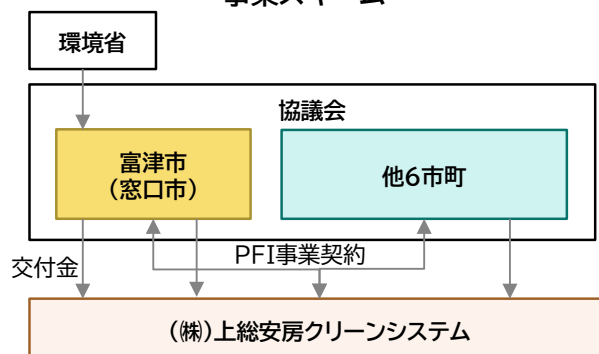 事業スキーム
環境省
協議会
富津市
（窓口市）
他6市町
PFI事業契約
交付金
（㈱）上総安房クリーンシステム